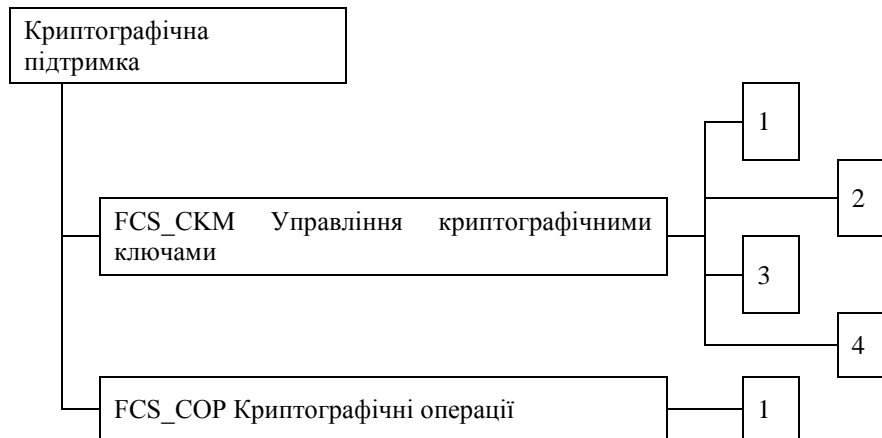 Криптографічна
підтримка
1
2
FCS_CKM Управління криптографічними
ключами
3
4
FCS_COP Криптографічні операції
1